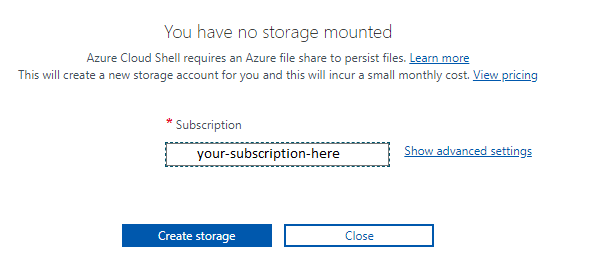 You have no storage mounted
Azure Cloud Shell requires an Azure file share to persist files. Learn more
This will create a new storage account for you and this will incur a small monthly cost. View pricing
* Subscription
your-subscription-here
Show advanced settings
Create storage
Close